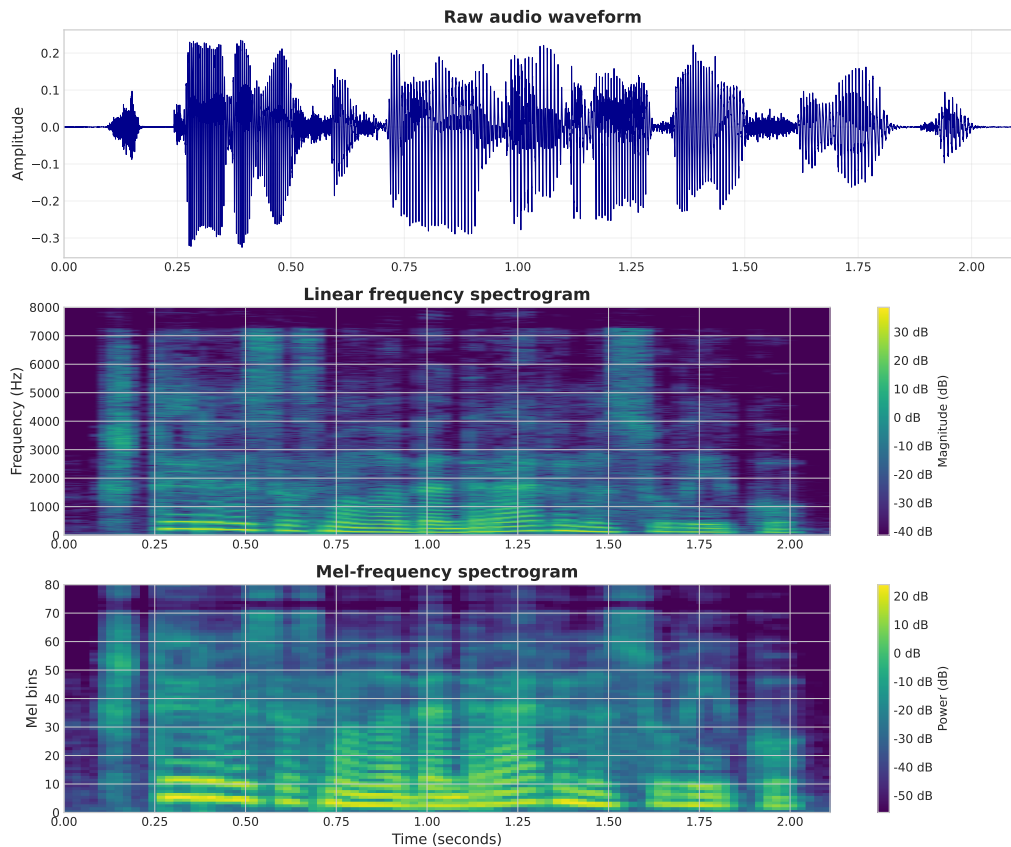 Raw audio waveform
Amplitude
0.2
0.1
0.0
−0.1
−0.2
−0.3
0.00 0.25 0.50 0.75 1.00 1.25 1.50 1.75 2.00
Linear frequency spectrogram
Frequency (Hz)
8000
7000
6000
5000
4000
3000
2000
1000
0
0.00 0.25 0.50 0.75 1.00 1.25 1.50 1.75 2.00
30 dB
20 dB
10 dB
0 dB
-10 dB
-20 dB
-30 dB
-40 dB
Magnitude (dB)
Mel-frequency spectrogram
Mel bins
80
70
60
50
40
30
20
10
0
0.00 0.25 0.50 0.75 1.00 1.25 1.50 1.75 2.00
Time (seconds)
20 dB
10 dB
0 dB
-10 dB
-20 dB
-30 dB
-40 dB
-50 dB
Power (dB)